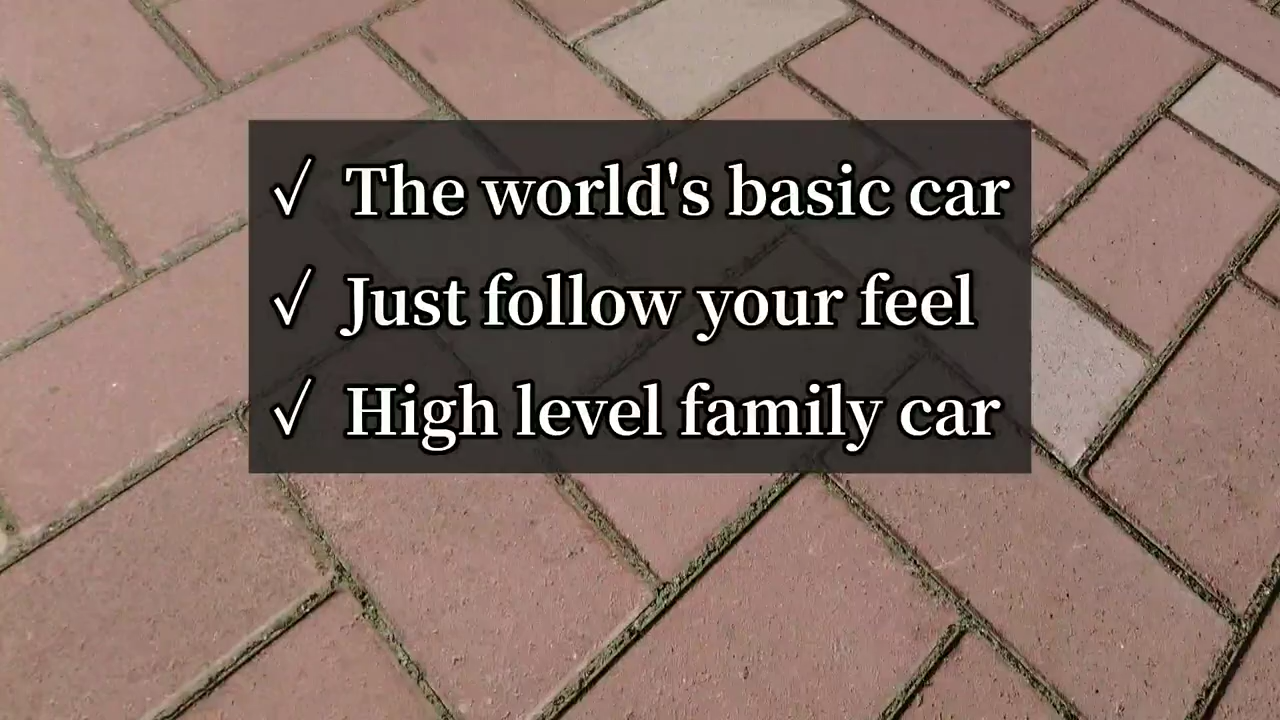 √ The world's basic car
√ Just follow your feel
√ High level family car